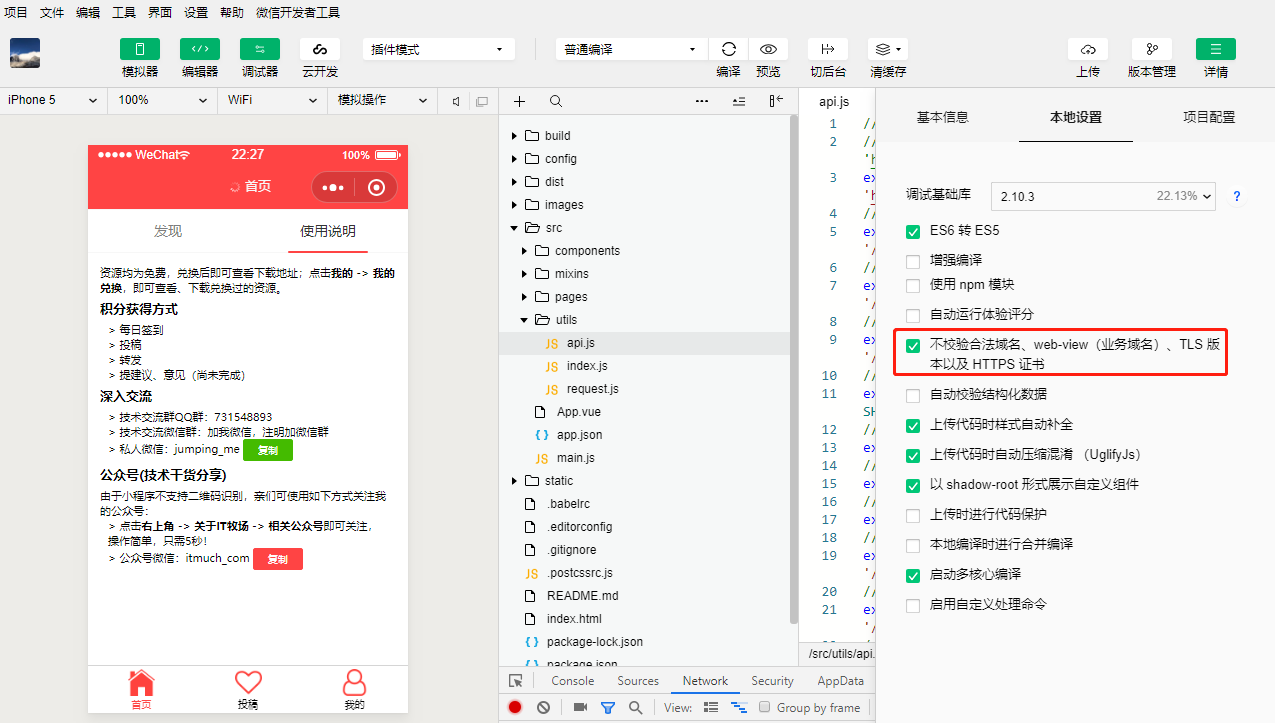 项目 文件 编辑 工具 界面 设置 帮助 微信开发者工具
模拟器 编辑器 调试器 云开发
插件模式
普通编译
编译 预览 切后台 清缓存
上传 版本管理 详情
iPhone 5 100% WiFi 模拟操作
WeChat 22:27 100%
首页
发现 使用说明
资源均为免费，兑换后即可查看下载地址；点击我的 -> 我的
兑换，即可查看、下载兑换过的资源。
积分获得方式
> 每日签到
> 投稿
> 转发
> 提建议、意见（尚未完成）
深入交流
> 技术交流群QQ群：731548893
> 技术交流微信群：加我微信，注明加微信群
> 私人微信：jumping_me 复制
公众号(技术干货分享)
由于小程序不支持二维码识别，亲们可使用如下方式关注我
的公众号：
> 点击右上角 -> 关于IT牧场 -> 相关公众号即可关注，
操作简单，只需5秒！
> 公众号微信：itmuch_com 复制
首页 投稿 我的
build
config
dist
images
src
components
mixins
pages
utils
JS api.js
JS index.js
JS request.js
App.vue
{ } app.json
JS main.js
static
.babelrc
.editorconfig
.gitignore
JS .postcssrc.js
README.md
index.html
{ } package-lock.json
{ } package.json
api.js
1 //
2 //
'h
3 ex
'h
4 //
5 ex
'/
6 //
7 ex
'/
8 //
9 ex
'/
10 //
11 ex
SH
12 //
13 ex
14 //
15 ex
16 //
17 ex
18 //
19 ex
'/
20 //
21 ex
'/
/src/utils/api.
Console Sources Network Security AppData
View: Group by frame
基本信息 本地设置 项目配置
调试基础库 2.10.3 22.13% ?
ES6 转 ES5
增强编译
使用 npm 模块
自动运行体验评分
不校验合法域名、web-view（业务域名）、TLS 版
本以及 HTTPS 证书
自动校验结构化数据
上传代码时样式自动补全
上传代码时自动压缩混淆 （UglifyJs）
以 shadow-root 形式展示自定义组件
上传时进行代码保护
本地编译时进行合并编译
启动多核心编译
启用自定义处理命令